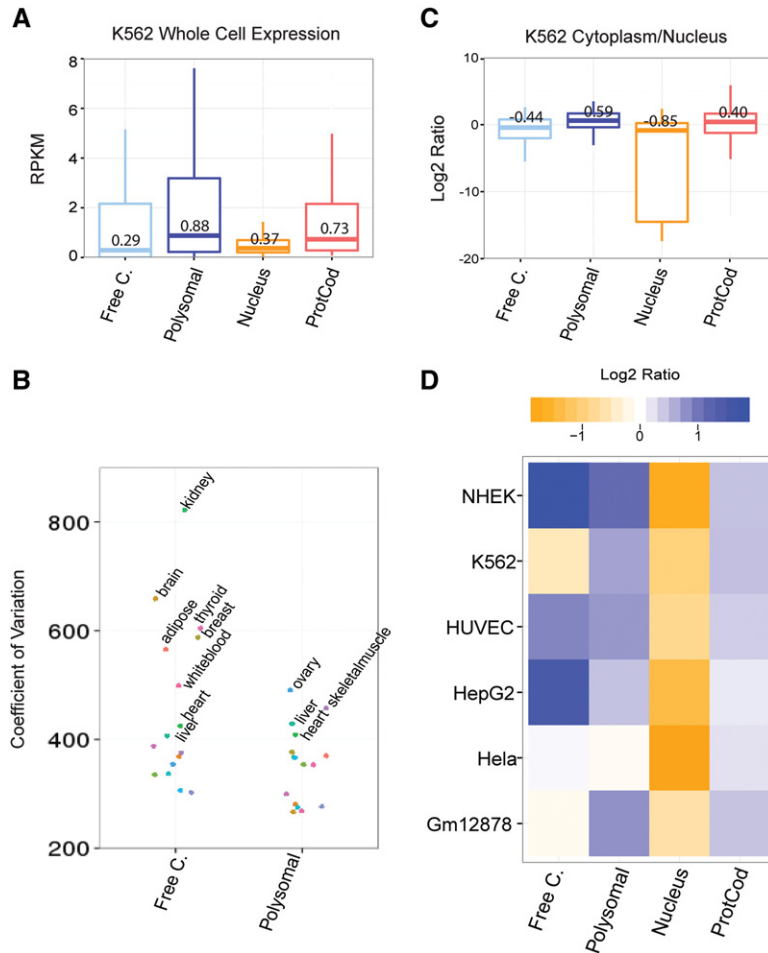 A
K562 Whole Cell Expression
8
6
4
2
0
RPKM
0.29
0.88
0.37
0.73
Free C.
Polysomal
Nucleus
ProtCod
C
K562 Cytoplasm/Nucleus
10
0
-10
-20
Log2 Ratio
-0.44
0.59
-0.85
0.40
Free C.
Polysomal
Nucleus
ProtCod
B
800
600
400
200
Coefficient of Variation
kidney
brain
adipose
thyroid
breast
whiteblood
heart
liver
ovary
skeletalmuscle
liver
heart
Free C.
Polysomal
D
Log2 Ratio
−1
0
1
NHEK
K562
HUVEC
HepG2
Hela
Gm12878
Free C.
Polysomal
Nucleus
ProtCod